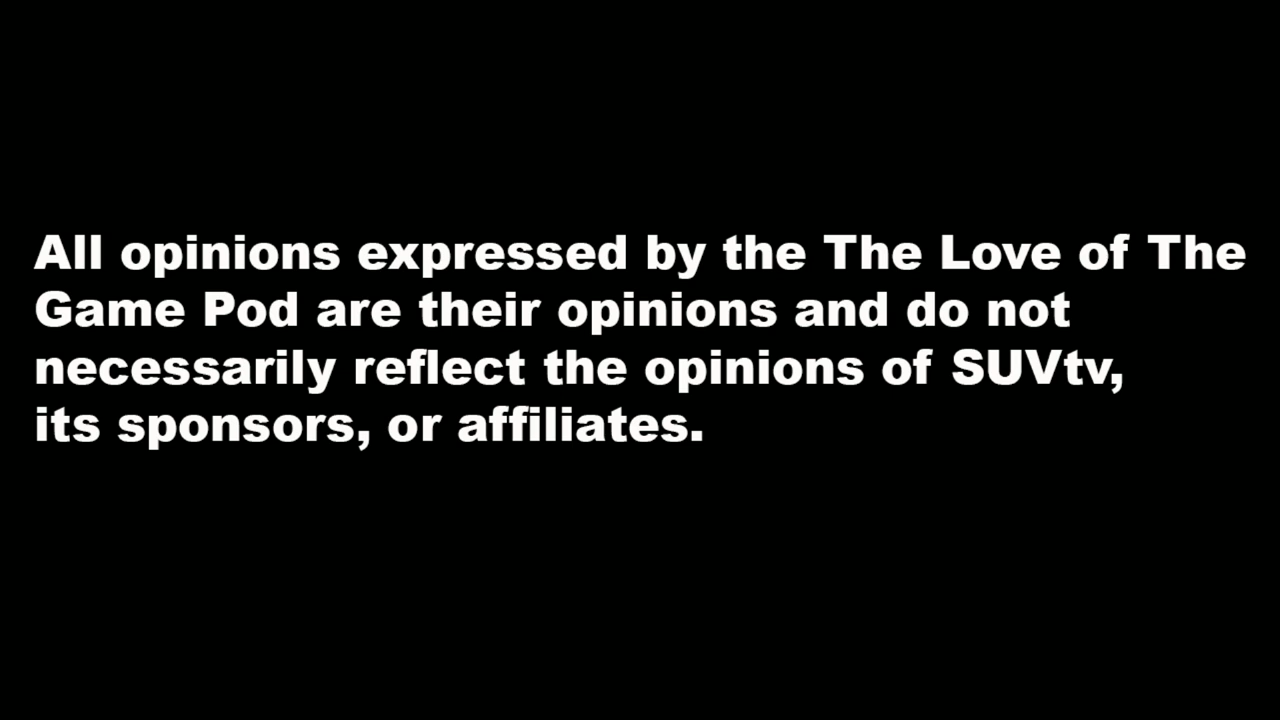 All opinions expressed by the The Love of The
Game Pod are their opinions and do not
necessarily reflect the opinions of SUVtv,
its sponsors, or affiliates.